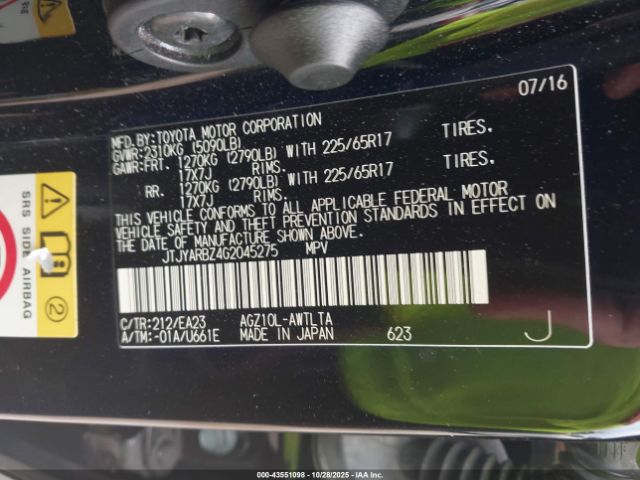 07/16
MFD.BY:TOYOTA MOTOR CORPORATION
GVWR:2310KG (5090LB)
GAWR:FRT. 1270KG (2790LB) WITH 225/65R17 TIRES,
17X7J RIMS.
RR. 1270KG (2790LB) WITH 225/65R17 TIRES,
17X7J RIMS.
THIS VEHICLE CONFORMS TO ALL APPLICABLE FEDERAL MOTOR
VEHICLE SAFETY AND THEFT PREVENTION STANDARDS IN EFFECT ON
THE DATE OF MANUFACTURE SHOWN ABOVE.
JTJYARBZ4G2045275 MPV
C/TR:212/EA23 AGZ10L-AWTLTA
A/TM:-01A/U661E MADE IN JAPAN 623 J
SRS SIDE AIRBAG
2
000-43551098 - 10/28/2025 - IAA Inc.